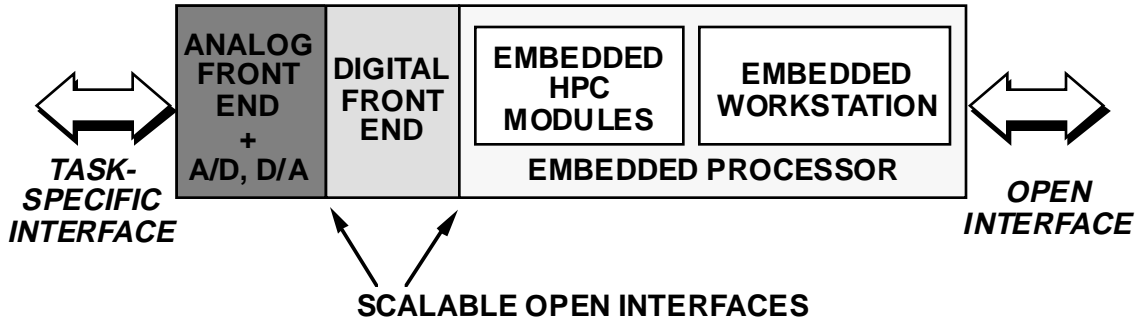 ANALOG
FRONT
END
+
A/D, D/A
DIGITAL
FRONT
END
EMBEDDED
HPC
MODULES
EMBEDDED
WORKSTATION
EMBEDDED PROCESSOR
TASK-
SPECIFIC
INTERFACE
OPEN
INTERFACE
SCALABLE OPEN INTERFACES